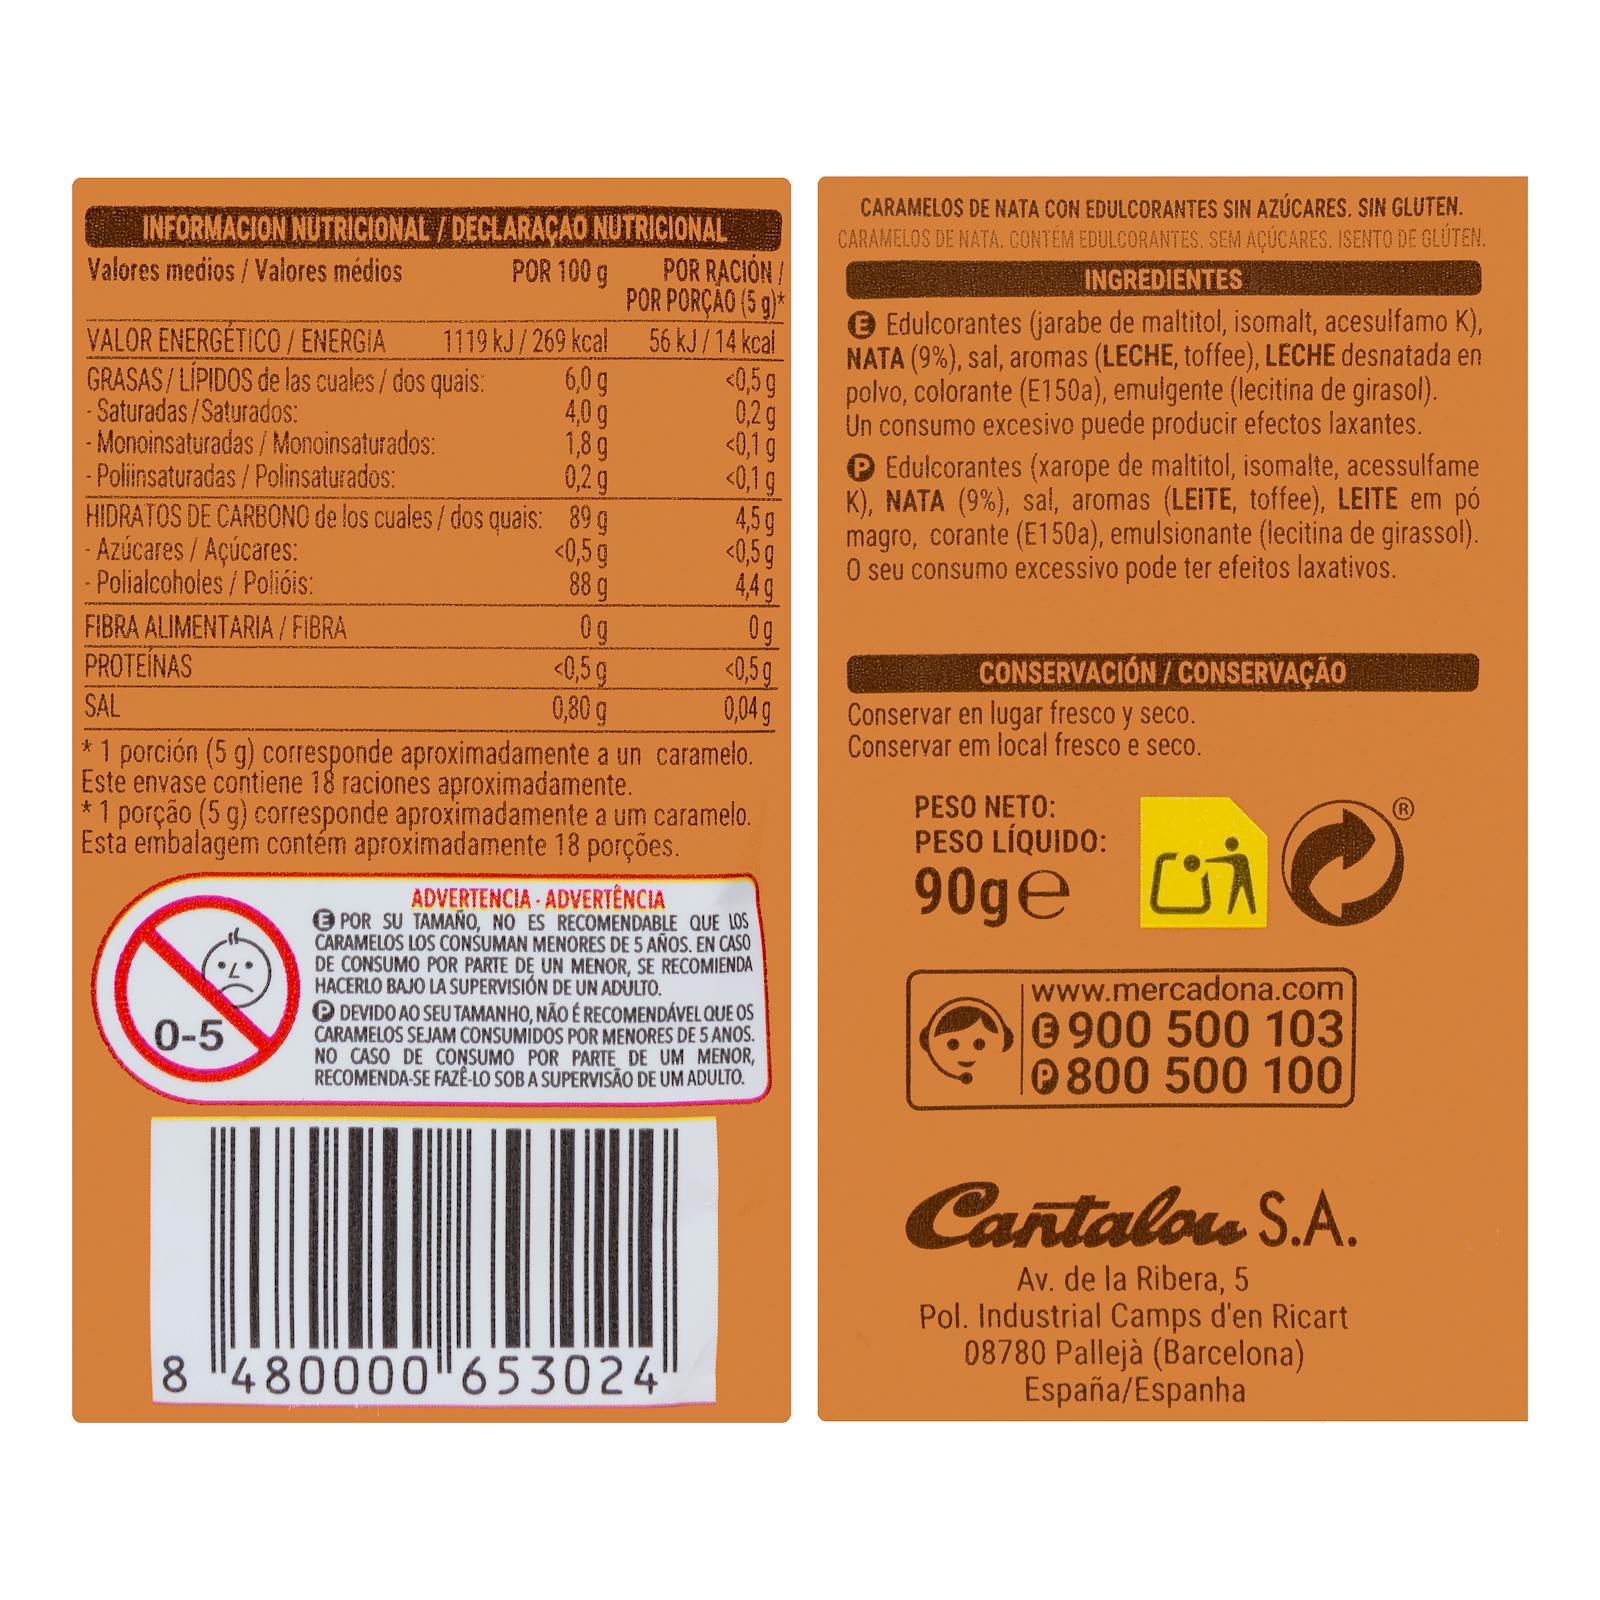 INFORMACION NUTRICIONAL / DECLARAÇAO NUTRICIONAL
Valores medios / Valores médios POR 100 g POR RACIÓN /
POR PORÇÃO (5 g)*
VALOR ENERGÉTICO / ENERGIA 1119 kJ / 269 kcal 56 kJ / 14 kcal
GRASAS / LÍPIDOS de las cuales / dos quais: 6,0 g <0,5 g
- Saturadas / Saturados: 4,0 g 0,2 g
- Monoinsaturadas / Monoinsaturados: 1,8 g <0,1 g
- Poliinsaturadas / Polinsaturados: 0,2 g <0,1 g
HIDRATOS DE CARBONO de los cuales / dos quais: 89 g 4,5 g
- Azúcares / Açúcares: <0,5 g <0,5 g
- Polialcoholes / Polióis: 88 g 4,4 g
FIBRA ALIMENTARIA / FIBRA 0 g 0 g
PROTEÍNAS <0,5 g <0,5 g
SAL 0,80 g 0,04 g
* 1 porción (5 g) corresponde aproximadamente a un caramelo.
Este envase contiene 18 raciones aproximadamente.
* 1 porção (5 g) corresponde aproximadamente a um caramelo.
Esta embalagem contém aproximadamente 18 porções.
ADVERTENCIA - ADVERTÊNCIA
E POR SU TAMAÑO, NO ES RECOMENDABLE QUE LOS
CARAMELOS LOS CONSUMAN MENORES DE 5 AÑOS. EN CASO
DE CONSUMO POR PARTE DE UN MENOR, SE RECOMIENDA
HACERLO BAJO LA SUPERVISIÓN DE UN ADULTO.
P DEVIDO AO SEU TAMANHO, NÃO É RECOMENDÁVEL QUE OS
CARAMELOS SEJAM CONSUMIDOS POR MENORES DE 5 ANOS.
NO CASO DE CONSUMO POR PARTE DE UM MENOR,
RECOMENDA-SE FAZÊ-LO SOB A SUPERVISÃO DE UM ADULTO.
0-5
8 480000 653024
CARAMELOS DE NATA CON EDULCORANTES SIN AZÚCARES. SIN GLUTEN.
CARAMELOS DE NATA. CONTÉM EDULCORANTES. SEM AÇÚCARES. ISENTO DE GLÚTEN.
INGREDIENTES
E Edulcorantes (jarabe de maltitol, isomalt, acesulfamo K),
NATA (9%), sal, aromas (LECHE, toffee), LECHE desnatada en
polvo, colorante (E150a), emulgente (lecitina de girasol).
Un consumo excesivo puede producir efectos laxantes.
P Edulcorantes (xarope de maltitol, isomalte, acessulfame
K), NATA (9%), sal, aromas (LEITE, toffee), LEITE em pó
magro, corante (E150a), emulsionante (lecitina de girassol).
O seu consumo excessivo pode ter efeitos laxativos.
CONSERVACIÓN / CONSERVAÇÃO
Conservar en lugar fresco y seco.
Conservar em local fresco e seco.
PESO NETO:
PESO LÍQUIDO:
90g e
®
www.mercadona.com
E 900 500 103
P 800 500 100
Cantalou S.A.
Av. de la Ribera, 5
Pol. Industrial Camps d'en Ricart
08780 Pallejà (Barcelona)
España/Espanha